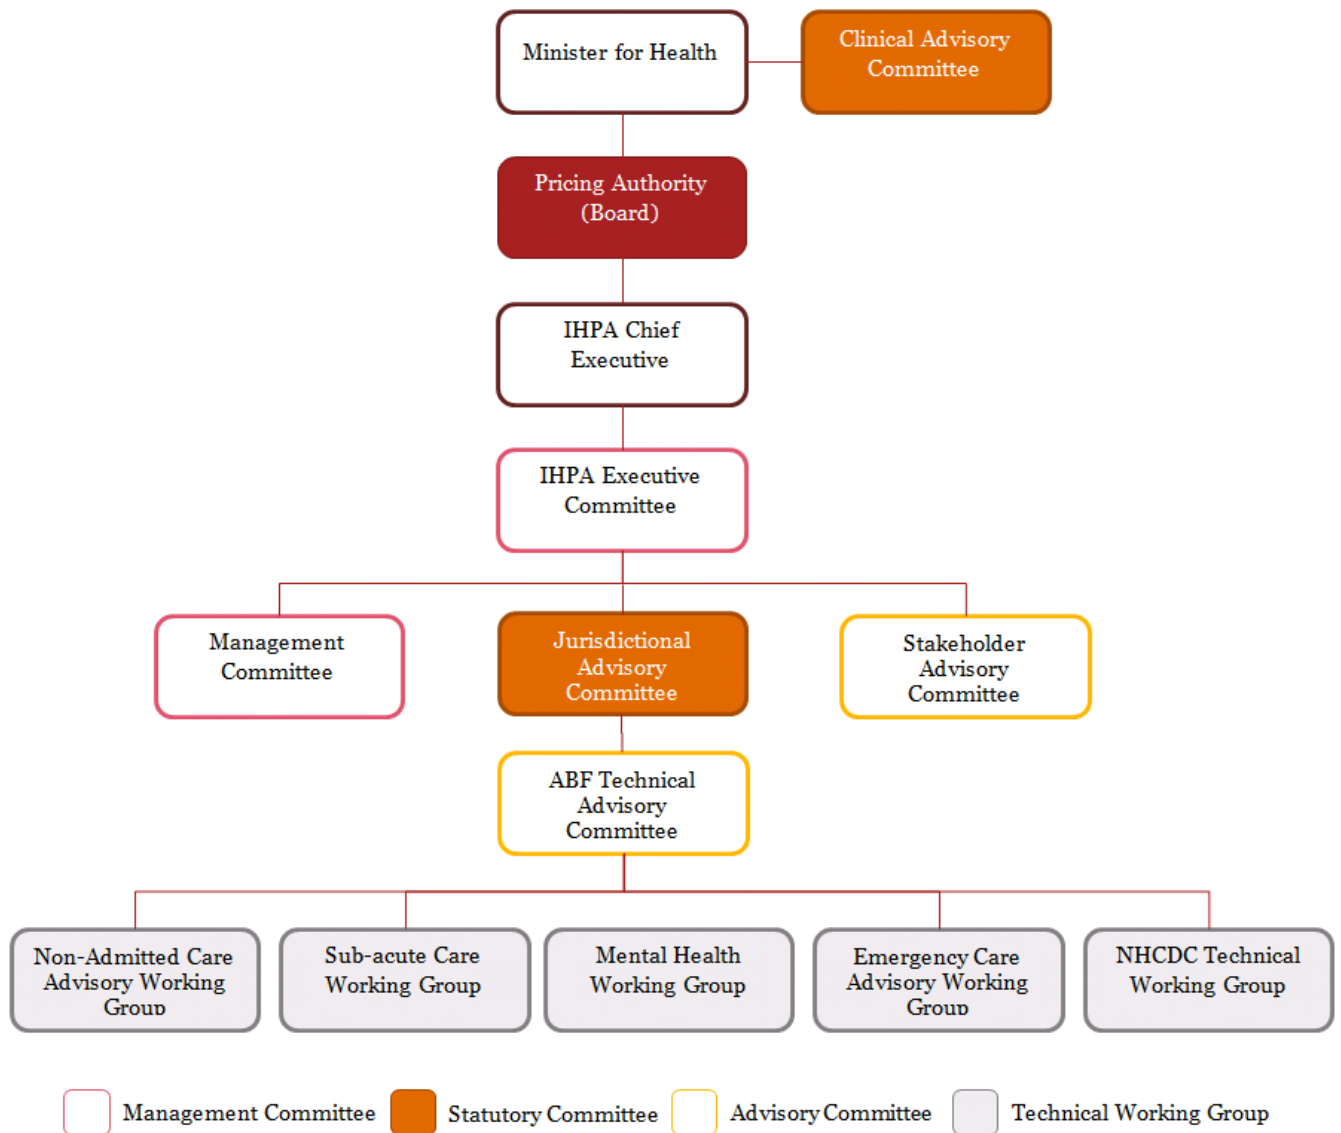 Minister for Health
Clinical Advisory
Committee
Pricing Authority
(Board)
IHPA Chief
Executive
IHPA Executive
Committee
Management
Committee
Jurisdictional
Advisory
Committee
Stakeholder
Advisory
Committee
ABF Technical
Advisory
Committee
Non-Admitted Care
Advisory Working
Group
Sub-acute Care
Working Group
Mental Health
Working Group
Emergency Care
Advisory Working
Group
NHCDC Technical
Working Group
Management Committee
Statutory Committee
Advisory Committee
Technical Working Group